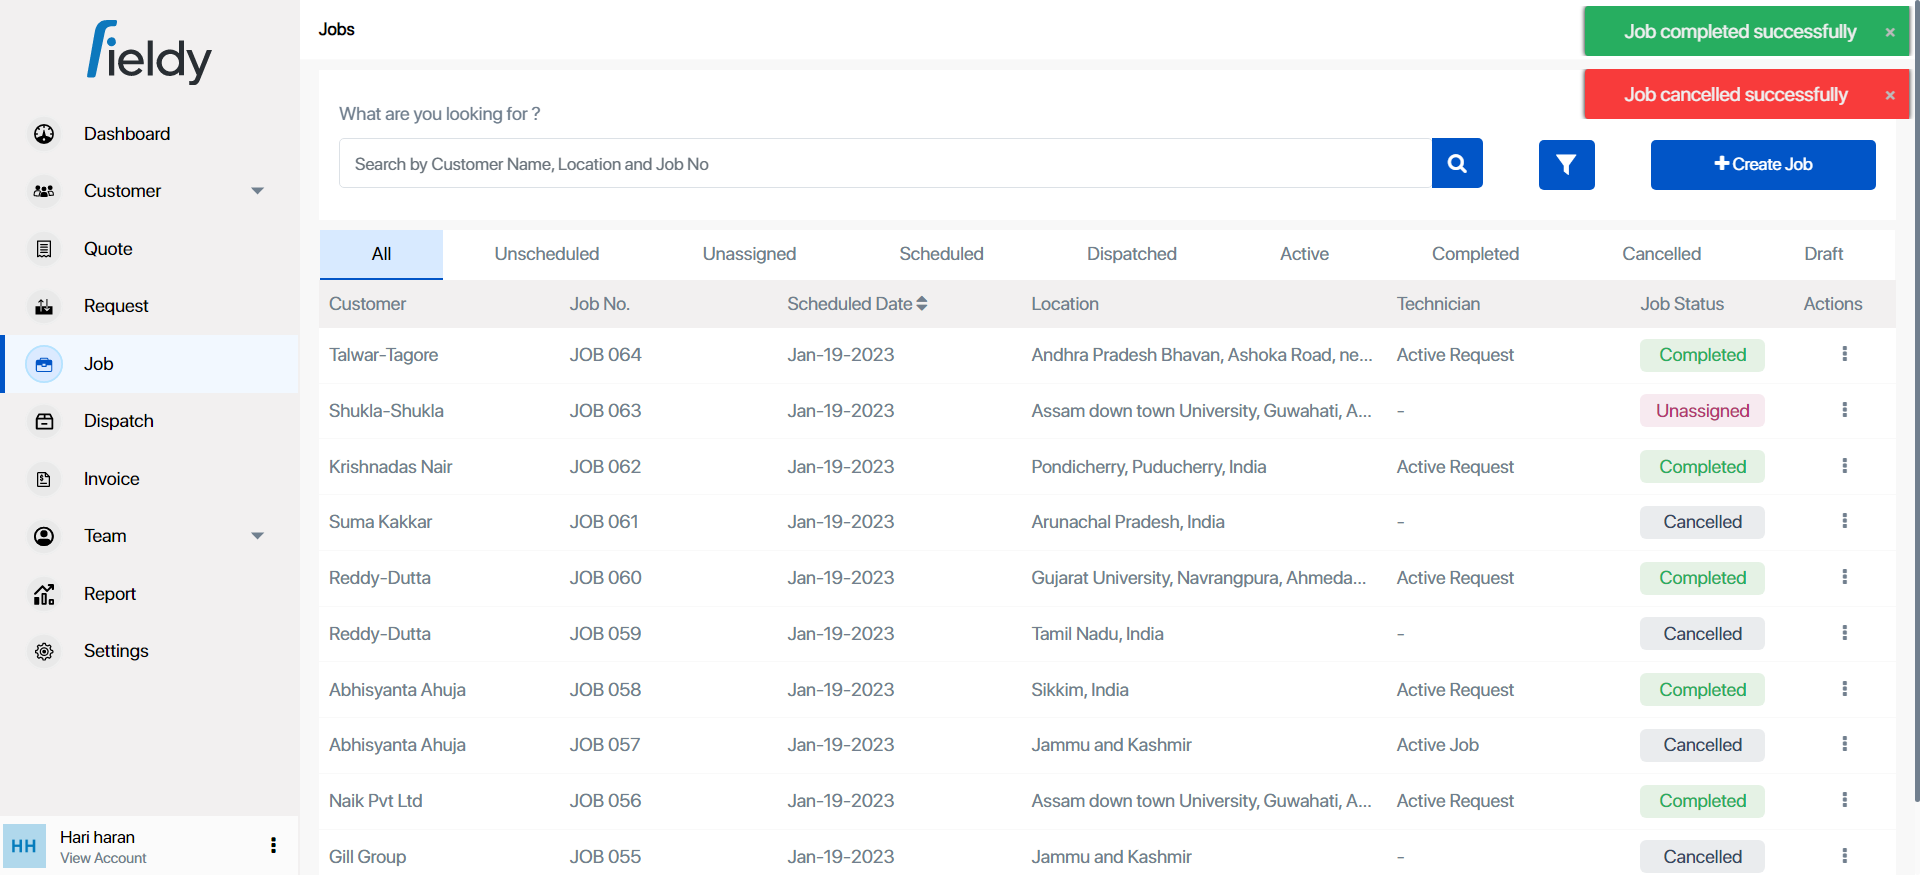 fieldy
Dashboard
Customer
Quote
Request
Job
Dispatch
Invoice
Team
Report
Settings
HH
Hari haran
View Account
Jobs
Job completed successfully ×
Job cancelled successfully ×
What are you looking for ?
Search by Customer Name, Location and Job No
Create Job
All Unscheduled Unassigned Scheduled Dispatched Active Completed Cancelled Draft
Customer Job No. Scheduled Date Location Technician Job Status Actions
Talwar-Tagore JOB 064 Jan-19-2023 Andhra Pradesh Bhavan, Ashoka Road, ne... Active Request Completed
Shukla-Shukla JOB 063 Jan-19-2023 Assam down town University, Guwahati, A... - Unassigned
Krishnadas Nair JOB 062 Jan-19-2023 Pondicherry, Puducherry, India Active Request Completed
Suma Kakkar JOB 061 Jan-19-2023 Arunachal Pradesh, India - Cancelled
Reddy-Dutta JOB 060 Jan-19-2023 Gujarat University, Navrangpura, Ahmeda... Active Request Completed
Reddy-Dutta JOB 059 Jan-19-2023 Tamil Nadu, India - Cancelled
Abhisyanta Ahuja JOB 058 Jan-19-2023 Sikkim, India Active Request Completed
Abhisyanta Ahuja JOB 057 Jan-19-2023 Jammu and Kashmir Active Job Cancelled
Naik Pvt Ltd JOB 056 Jan-19-2023 Assam down town University, Guwahati, A... Active Request Completed
Gill Group JOB 055 Jan-19-2023 Jammu and Kashmir - Cancelled